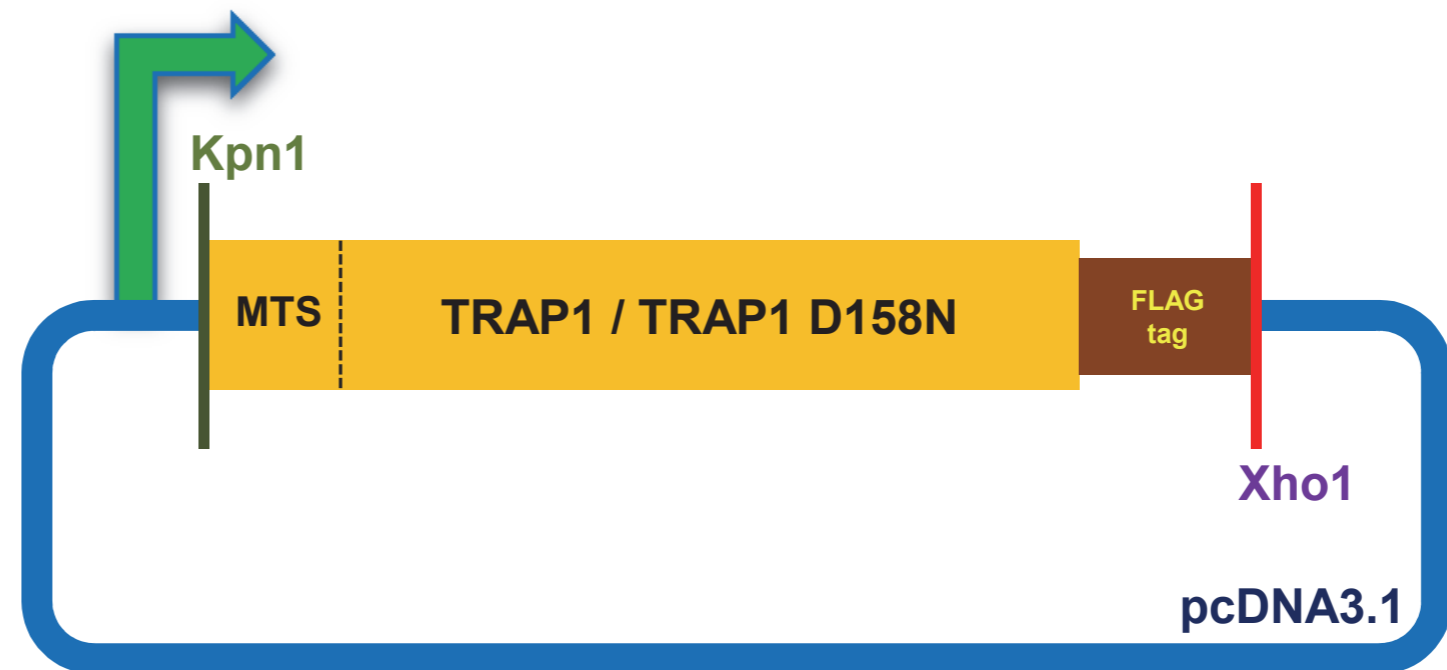 Kpn1
MTS
TRAP1 / TRAP1 D158N
FLAG
tag
Xho1
pcDNA3.1